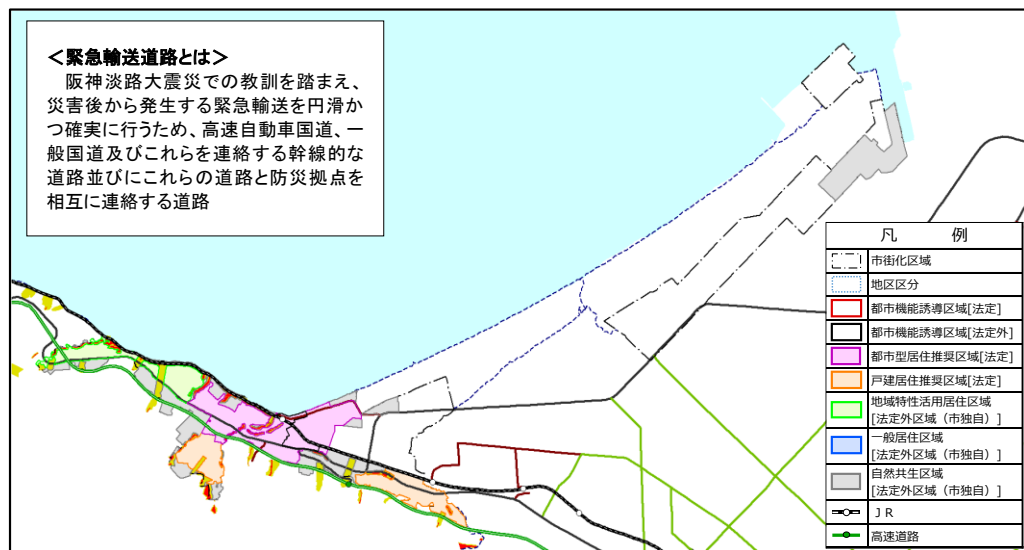 ＜緊急輸送道路とは＞
阪神淡路大震災での教訓を踏まえ、
災害後から発生する緊急輸送を円滑か
つ確実に行うため、高速自動車国道、一
般国道及びこれらを連絡する幹線的な
道路並びにこれらの道路と防災拠点を
相互に連絡する道路
凡　例
市街化区域
地区区分
都市機能誘導区域[法定]
都市機能誘導区域[法定外]
都市型居住推奨区域[法定]
戸建居住推奨区域[法定]
地域特性活用居住区域
[法定外区域（市独自）]
一般居住区域
[法定外区域（市独自）]
自然共生区域
[法定外区域（市独自）]
ＪＲ
高速道路